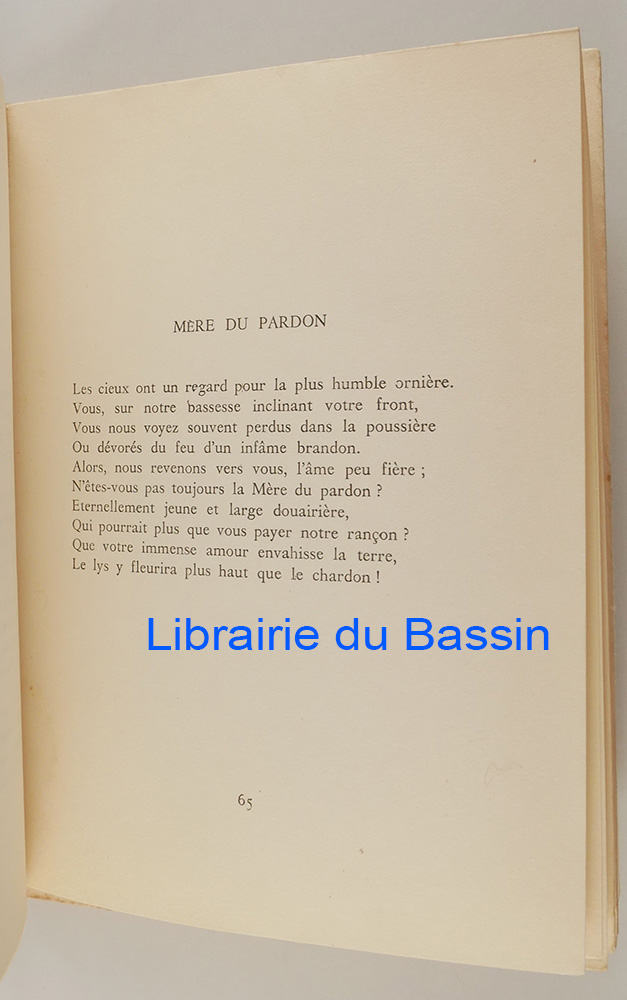 MÈRE DU PARDON
Les cieux ont un regard pour la plus humble ornière.
Vous, sur notre bassesse inclinant votre front,
Vous nous voyez souvent perdus dans la poussière
Ou dévorés du feu d'un infâme brandon.
Alors, nous revenons vers vous, l'âme peu fière ;
N'êtes-vous pas toujours la Mère du pardon ?
Eternellement jeune et large douairière,
Qui pourrait plus que vous payer notre rançon ?
Que votre immense amour envahisse la terre,
Le lys y fleurira plus haut que le chardon !
Librairie du Bassin
65